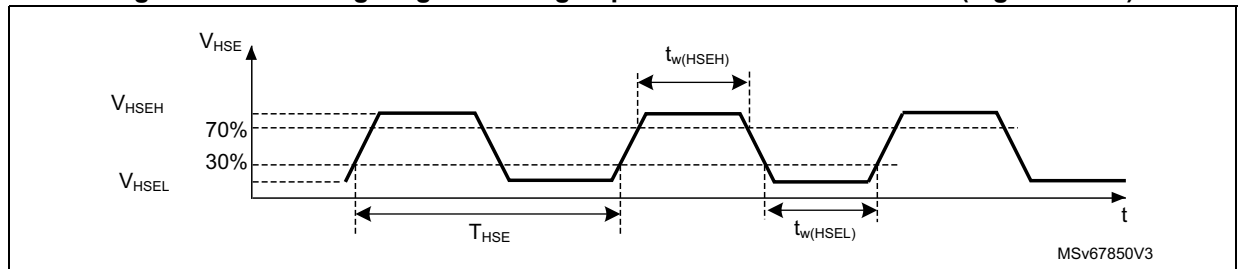 V_HSE
t_w(HSEH)
V_HSEH
70%
30%
V_HSEL
T_HSE
t_w(HSEL)
t
MSv67850V3